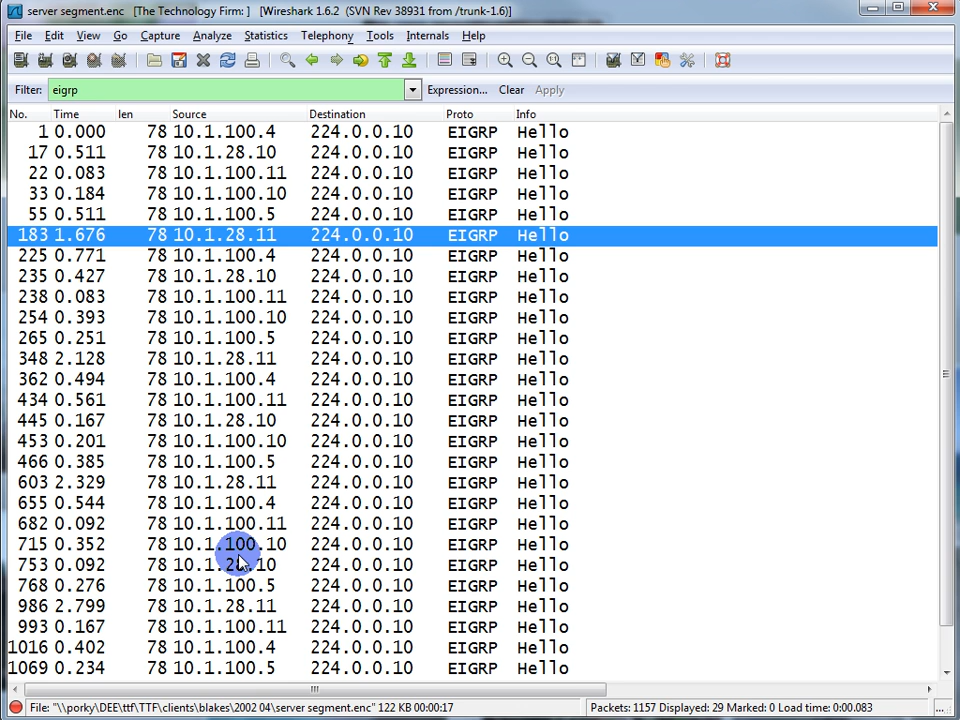 server segment.enc [The Technology Firm: ] [Wireshark 1.6.2 (SVN Rev 38931 from /trunk-1.6)]
File Edit View Go Capture Analyze Statistics Telephony Tools Internals Help
Filter: eigrp Expression... Clear Apply
No. Time len Source Destination Proto Info
1 0.000 78 10.1.100.4 224.0.0.10 EIGRP Hello
17 0.511 78 10.1.28.10 224.0.0.10 EIGRP Hello
22 0.083 78 10.1.100.11 224.0.0.10 EIGRP Hello
33 0.184 78 10.1.100.10 224.0.0.10 EIGRP Hello
55 0.511 78 10.1.100.5 224.0.0.10 EIGRP Hello
183 1.676 78 10.1.28.11 224.0.0.10 EIGRP Hello
225 0.771 78 10.1.100.4 224.0.0.10 EIGRP Hello
235 0.427 78 10.1.28.10 224.0.0.10 EIGRP Hello
238 0.083 78 10.1.100.11 224.0.0.10 EIGRP Hello
254 0.393 78 10.1.100.10 224.0.0.10 EIGRP Hello
265 0.251 78 10.1.100.5 224.0.0.10 EIGRP Hello
348 2.128 78 10.1.28.11 224.0.0.10 EIGRP Hello
362 0.494 78 10.1.100.4 224.0.0.10 EIGRP Hello
434 0.561 78 10.1.100.11 224.0.0.10 EIGRP Hello
445 0.167 78 10.1.28.10 224.0.0.10 EIGRP Hello
453 0.201 78 10.1.100.10 224.0.0.10 EIGRP Hello
466 0.385 78 10.1.100.5 224.0.0.10 EIGRP Hello
603 2.329 78 10.1.28.11 224.0.0.10 EIGRP Hello
655 0.544 78 10.1.100.4 224.0.0.10 EIGRP Hello
682 0.092 78 10.1.100.11 224.0.0.10 EIGRP Hello
715 0.352 78 10.1.100.10 224.0.0.10 EIGRP Hello
753 0.092 78 10.1.28.10 224.0.0.10 EIGRP Hello
768 0.276 78 10.1.100.5 224.0.0.10 EIGRP Hello
986 2.799 78 10.1.28.11 224.0.0.10 EIGRP Hello
993 0.167 78 10.1.100.11 224.0.0.10 EIGRP Hello
1016 0.402 78 10.1.100.4 224.0.0.10 EIGRP Hello
1069 0.234 78 10.1.100.5 224.0.0.10 EIGRP Hello
File: "\\porky\DEE\ttf\TTF\clients\blakes\2002 04\server segment.enc" 122 KB 00:00:17 Packets: 1157 Displayed: 29 Marked: 0 Load time: 0:00.083 ...